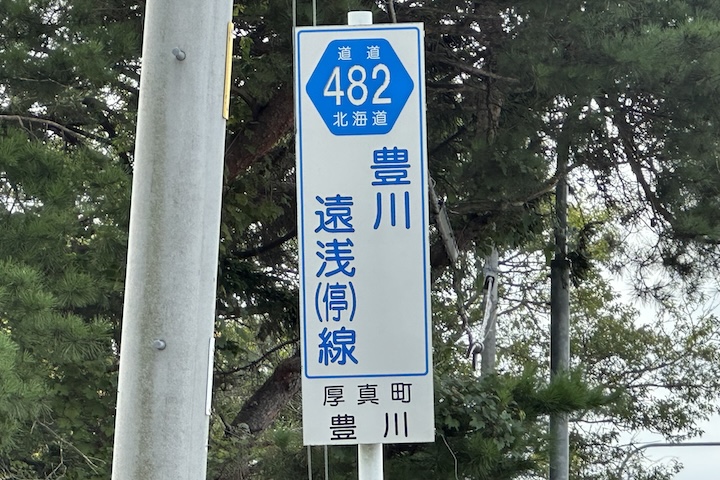 道道
482
北海道
豊川
遠浅(停)線
厚真町
豊川